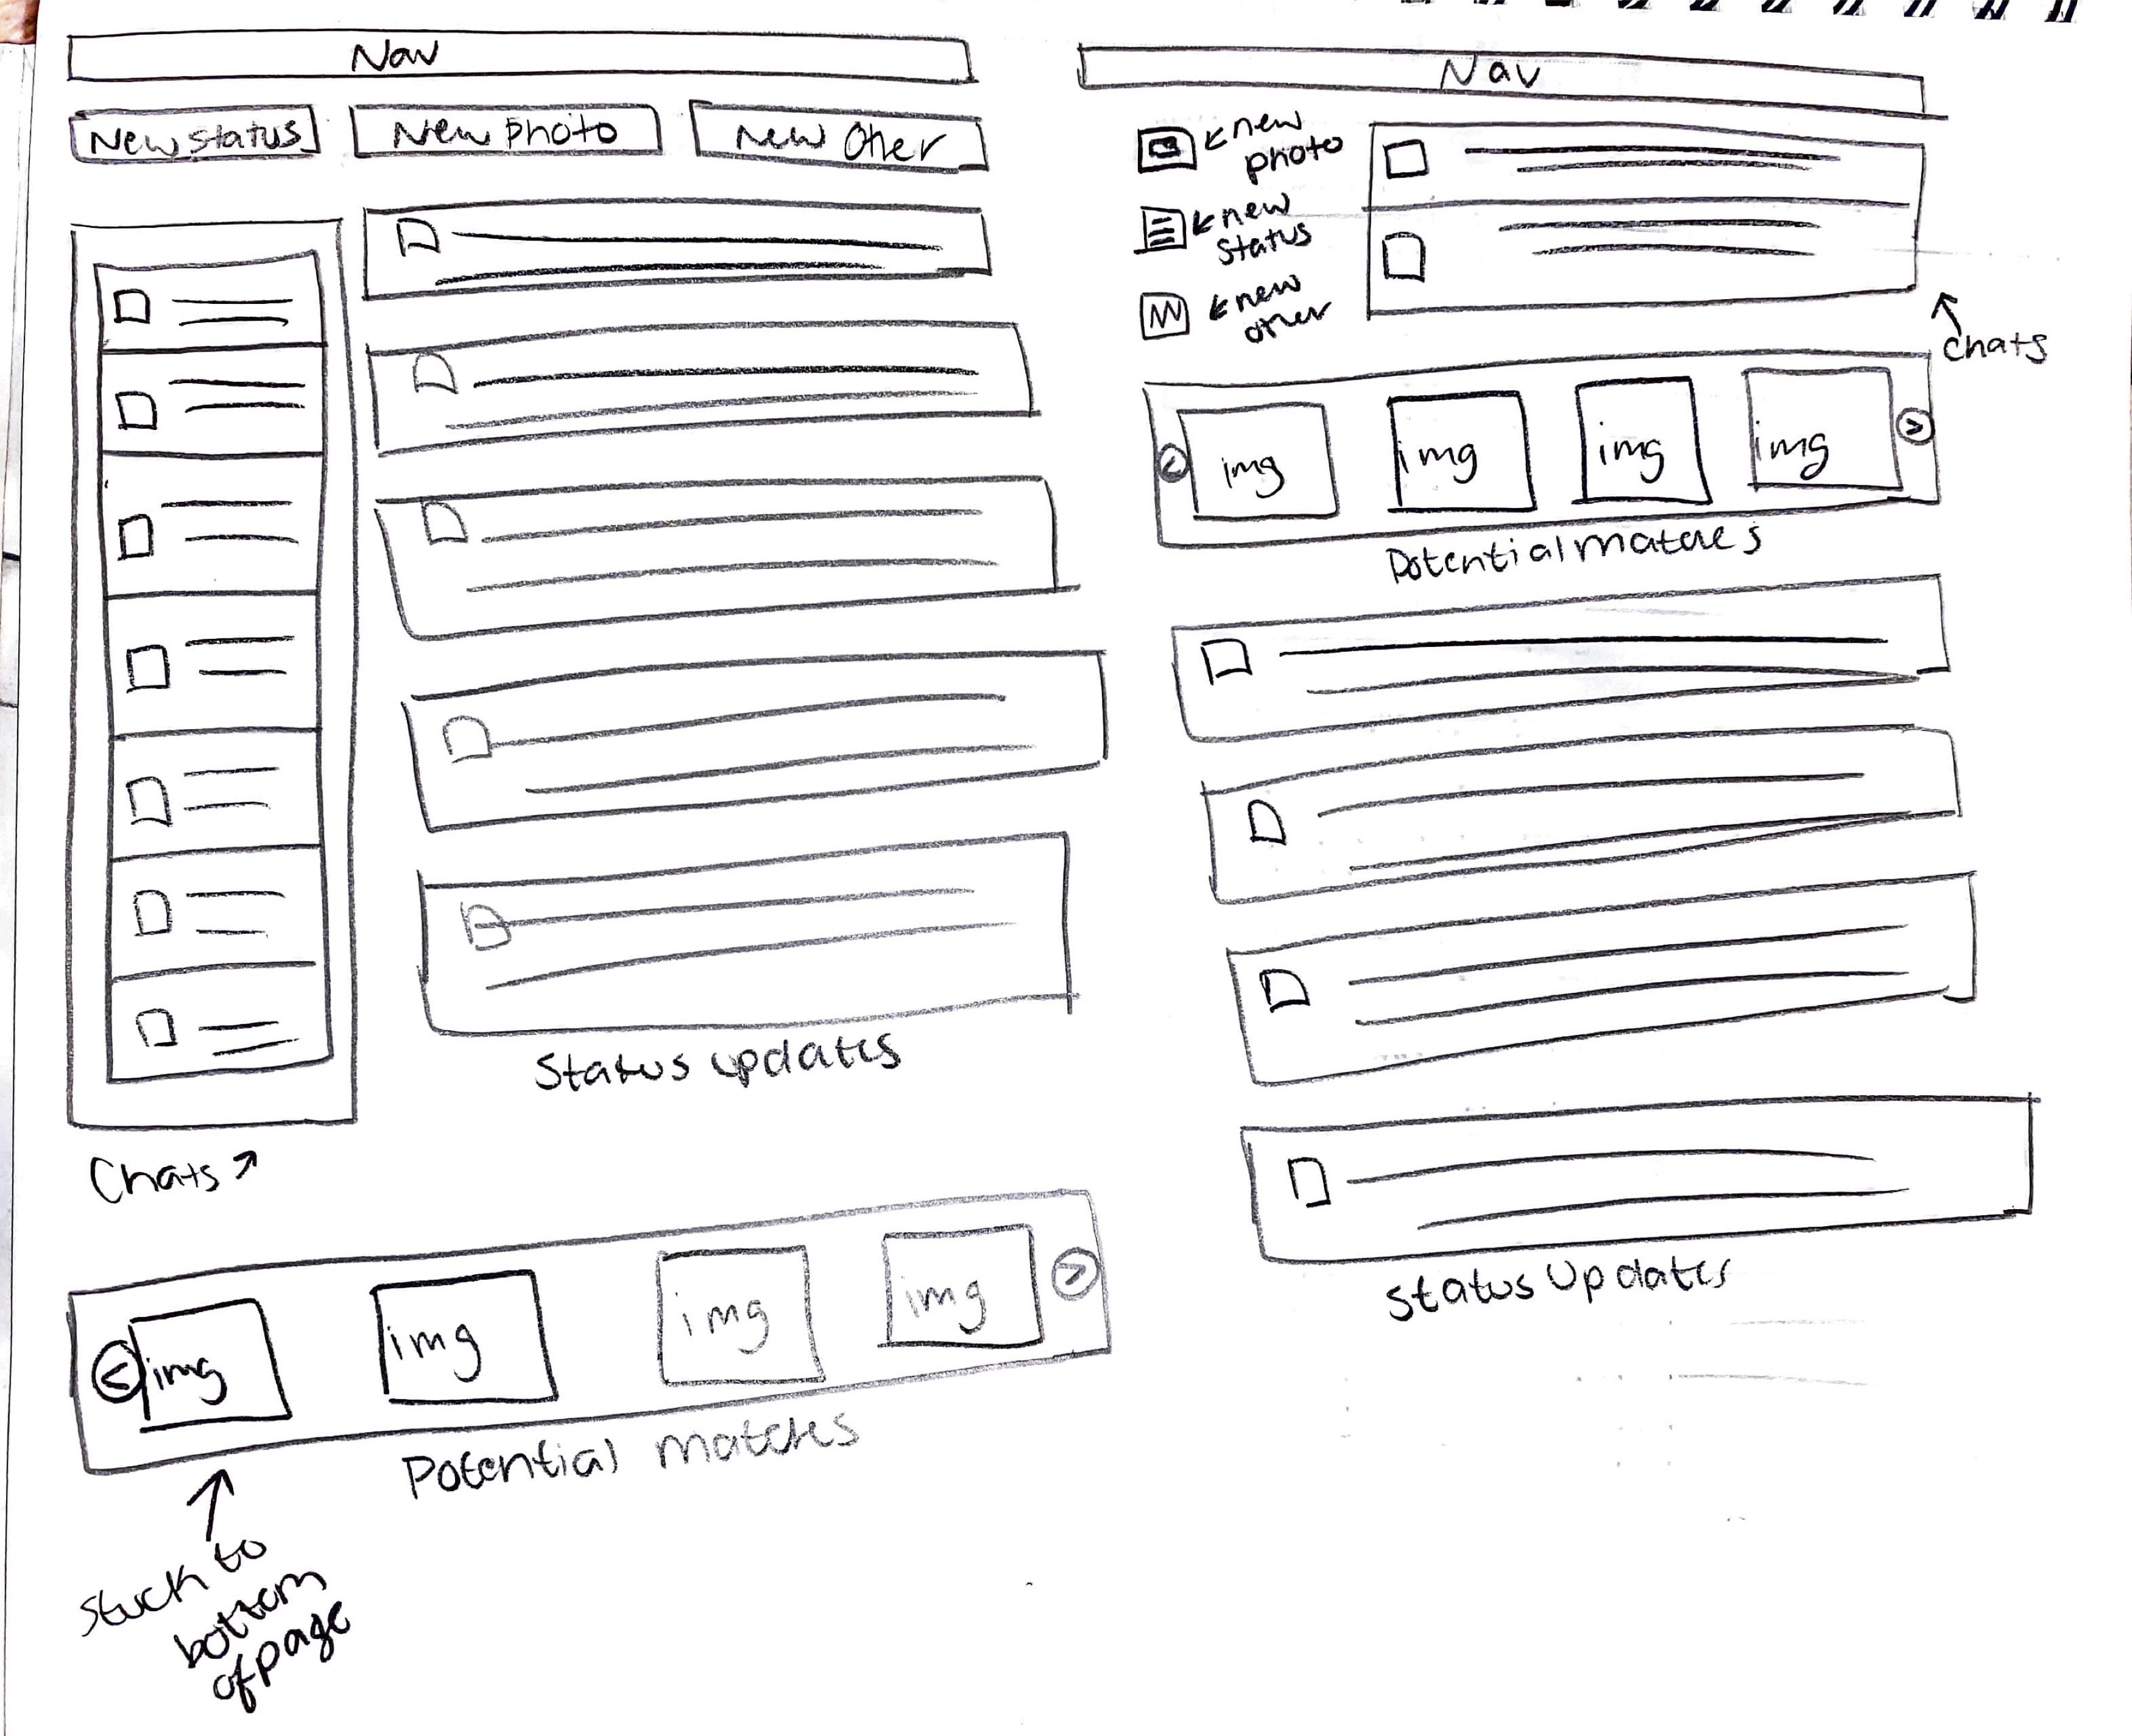 Nav
New status
New photo
New Other
Status updates
Chats
img
img
img
img
Potential matches
stuck to
bottom
of page
Nav
new
photo
new
status
new
other
chats
img
img
img
img
Potential matches
Status Updates